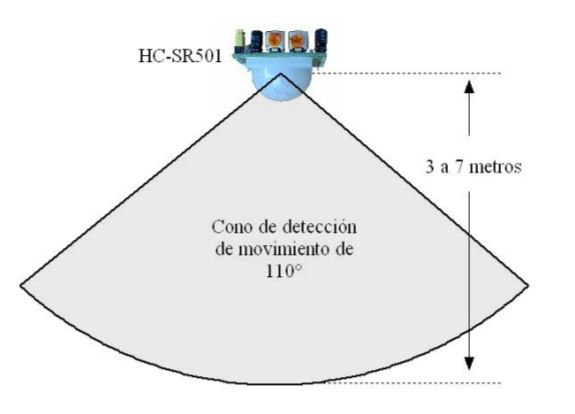 HC-SR501
3 a 7 metros
Cono de detección
de movimiento de
110°